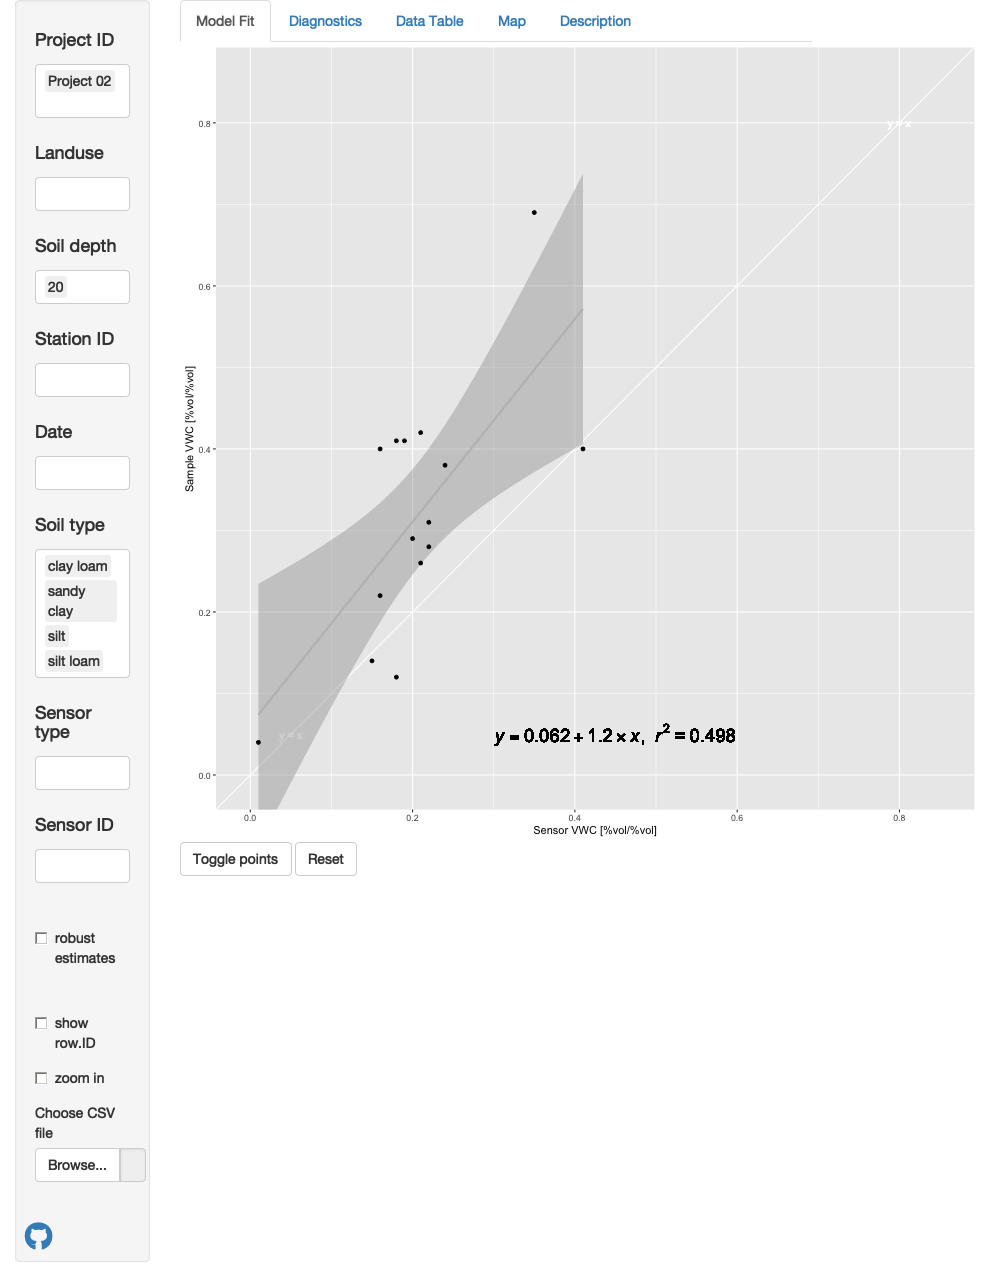 Project ID
Project 02
Landuse
Soil depth
20
Station ID
Date
Soil type
clay loam
sandy
clay
silt
silt loam
Sensor
type
Sensor ID
robust
estimates
show
row.ID
zoom in
Choose CSV
file
Browse...
Model Fit Diagnostics Data Table Map Description
0.8
0.6
0.4
0.2
0.0
Sample VWC [%vol/%vol]
y = x
y = x
y = 0.062 + 1.2 × x, r² = 0.498
0.0 0.2 0.4 0.6 0.8
Sensor VWC [%vol/%vol]
Toggle points Reset